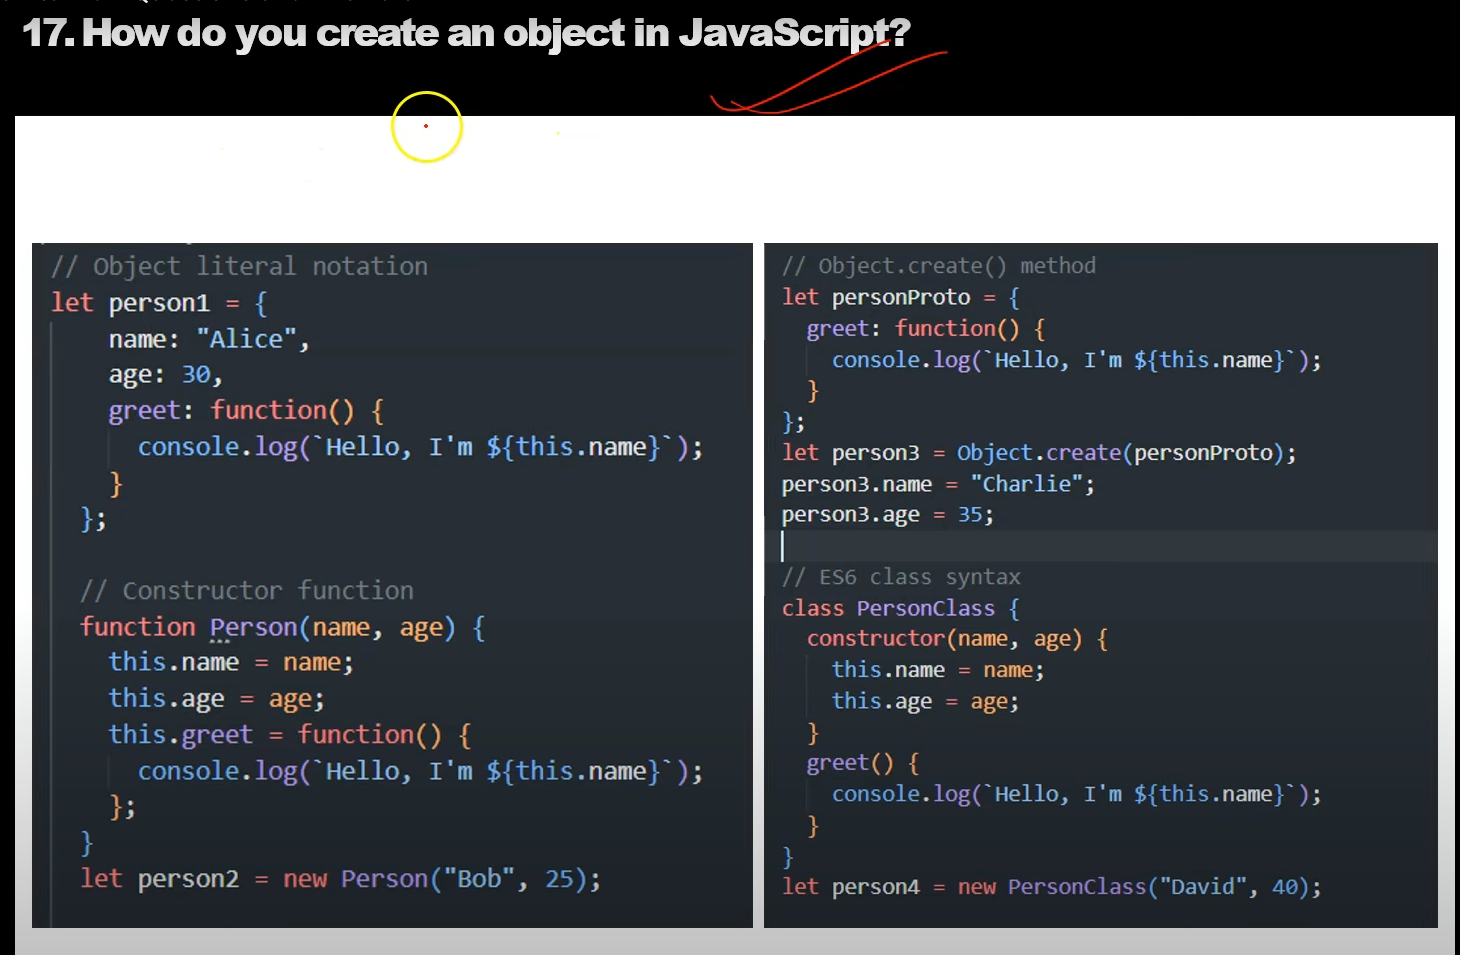 17. How do you create an object in JavaScript?
// Object literal notation
let person1 = {
name: "Alice",
age: 30,
greet: function() {
console.log(`Hello, I'm ${this.name}`);
}
};
// Constructor function
function Person(name, age) {
this.name = name;
this.age = age;
this.greet = function() {
console.log(`Hello, I'm ${this.name}`);
};
}
let person2 = new Person("Bob", 25);
// Object.create() method
let personProto = {
greet: function() {
console.log(`Hello, I'm ${this.name}`);
}
};
let person3 = Object.create(personProto);
person3.name = "Charlie";
person3.age = 35;
// ES6 class syntax
class PersonClass {
constructor(name, age) {
this.name = name;
this.age = age;
}
greet() {
console.log(`Hello, I'm ${this.name}`);
}
}
let person4 = new PersonClass("David", 40);